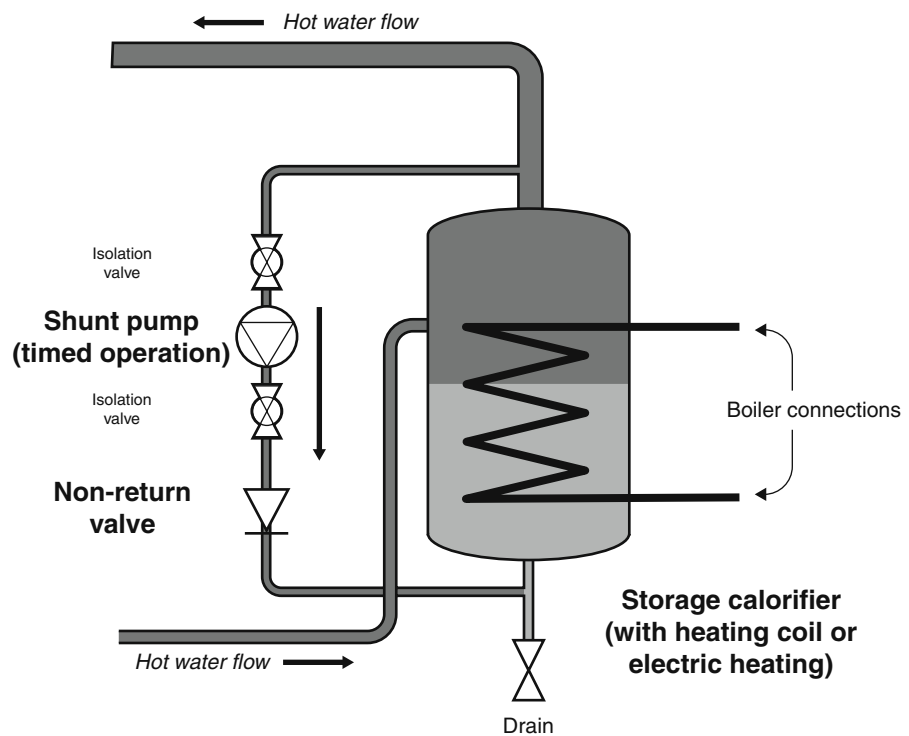 Hot water flow
Isolation
valve
Shunt pump
(timed operation)
Isolation
valve
Boiler connections
Non-return
valve
Storage calorifier
(with heating coil or
electric heating)
Hot water flow
Drain